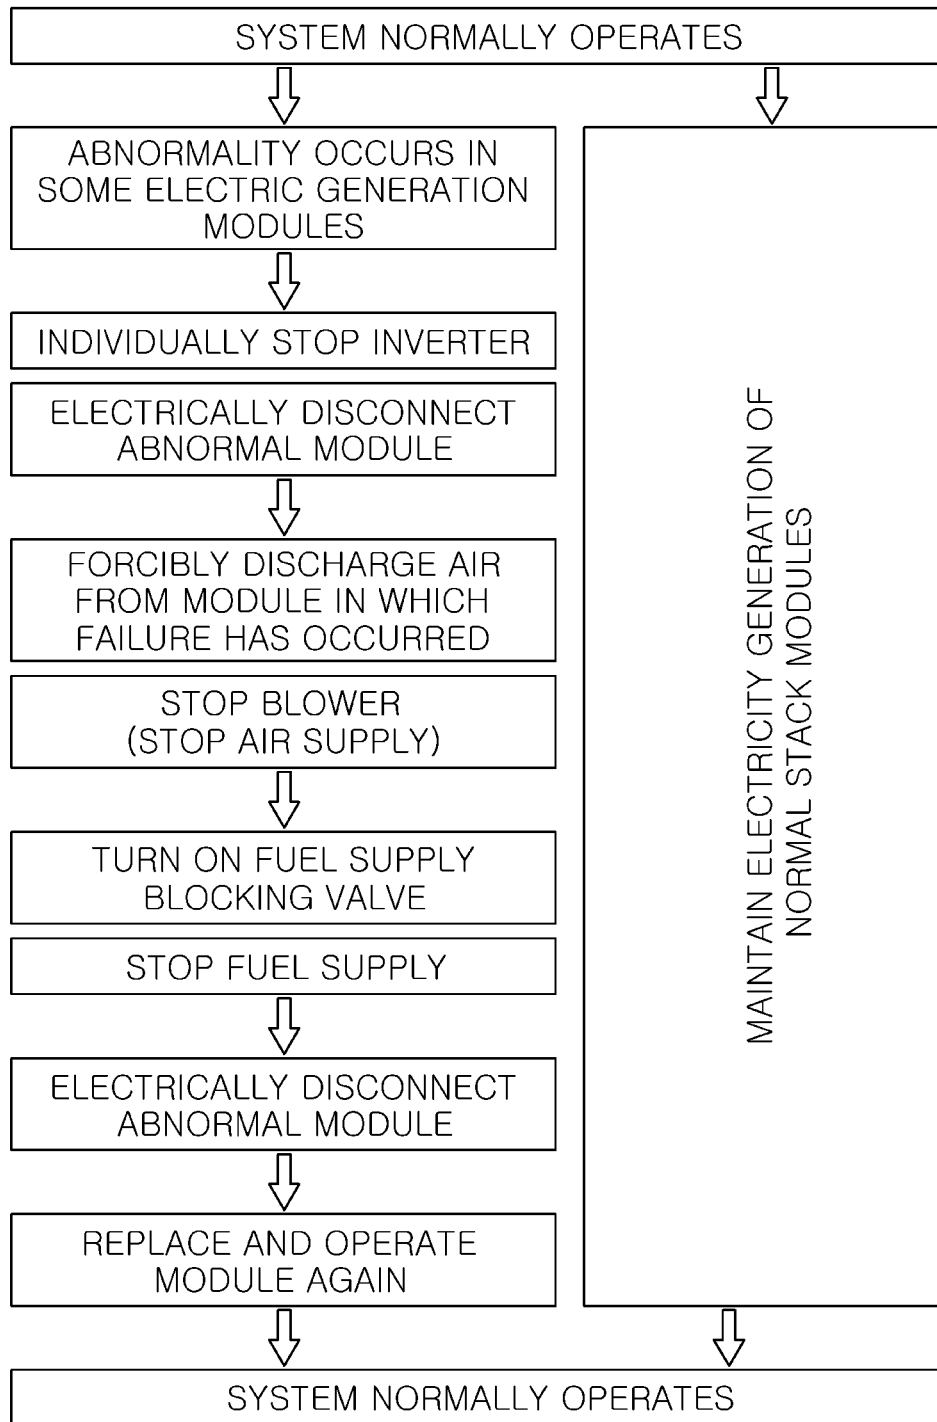 SYSTEM NORMALLY OPERATES
ABNORMALITY OCCURS IN
SOME ELECTRIC GENERATION
MODULES
INDIVIDUALLY STOP INVERTER
ELECTRICALLY DISCONNECT
ABNORMAL MODULE
FORCIBLY DISCHARGE AIR
FROM MODULE IN WHICH
FAILURE HAS OCCURRED
STOP BLOWER
(STOP AIR SUPPLY)
TURN ON FUEL SUPPLY
BLOCKING VALVE
STOP FUEL SUPPLY
ELECTRICALLY DISCONNECT
ABNORMAL MODULE
REPLACE AND OPERATE
MODULE AGAIN
MAINTAIN ELECTRICITY GENERATION OF
NORMAL STACK MODULES
SYSTEM NORMALLY OPERATES